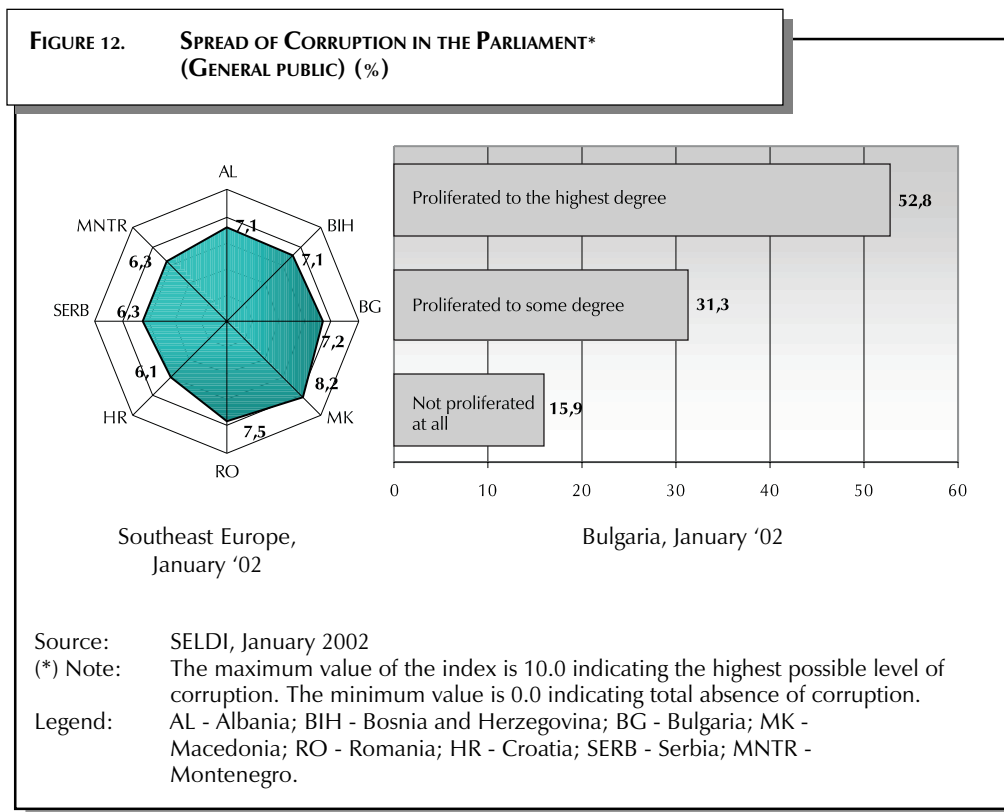 FIGURE 12. SPREAD OF CORRUPTION IN THE PARLIAMENT*
(GENERAL PUBLIC) (%)
AL
MNTR
BIH
7,1
6,3
7,1
SERB
6,3
BG
7,2
6,1
8,2
HR
MK
7,5
RO
Southeast Europe,
January ‘02
Proliferated to the highest degree
52,8
Proliferated to some degree
31,3
Not proliferated
at all
15,9
0 10 20 30 40 50 60
Bulgaria, January ‘02
Source: SELDI, January 2002
(*) Note: The maximum value of the index is 10.0 indicating the highest possible level of
corruption. The minimum value is 0.0 indicating total absence of corruption.
Legend: AL - Albania; BIH - Bosnia and Herzegovina; BG - Bulgaria; MK -
Macedonia; RO - Romania; HR - Croatia; SERB - Serbia; MNTR -
Montenegro.